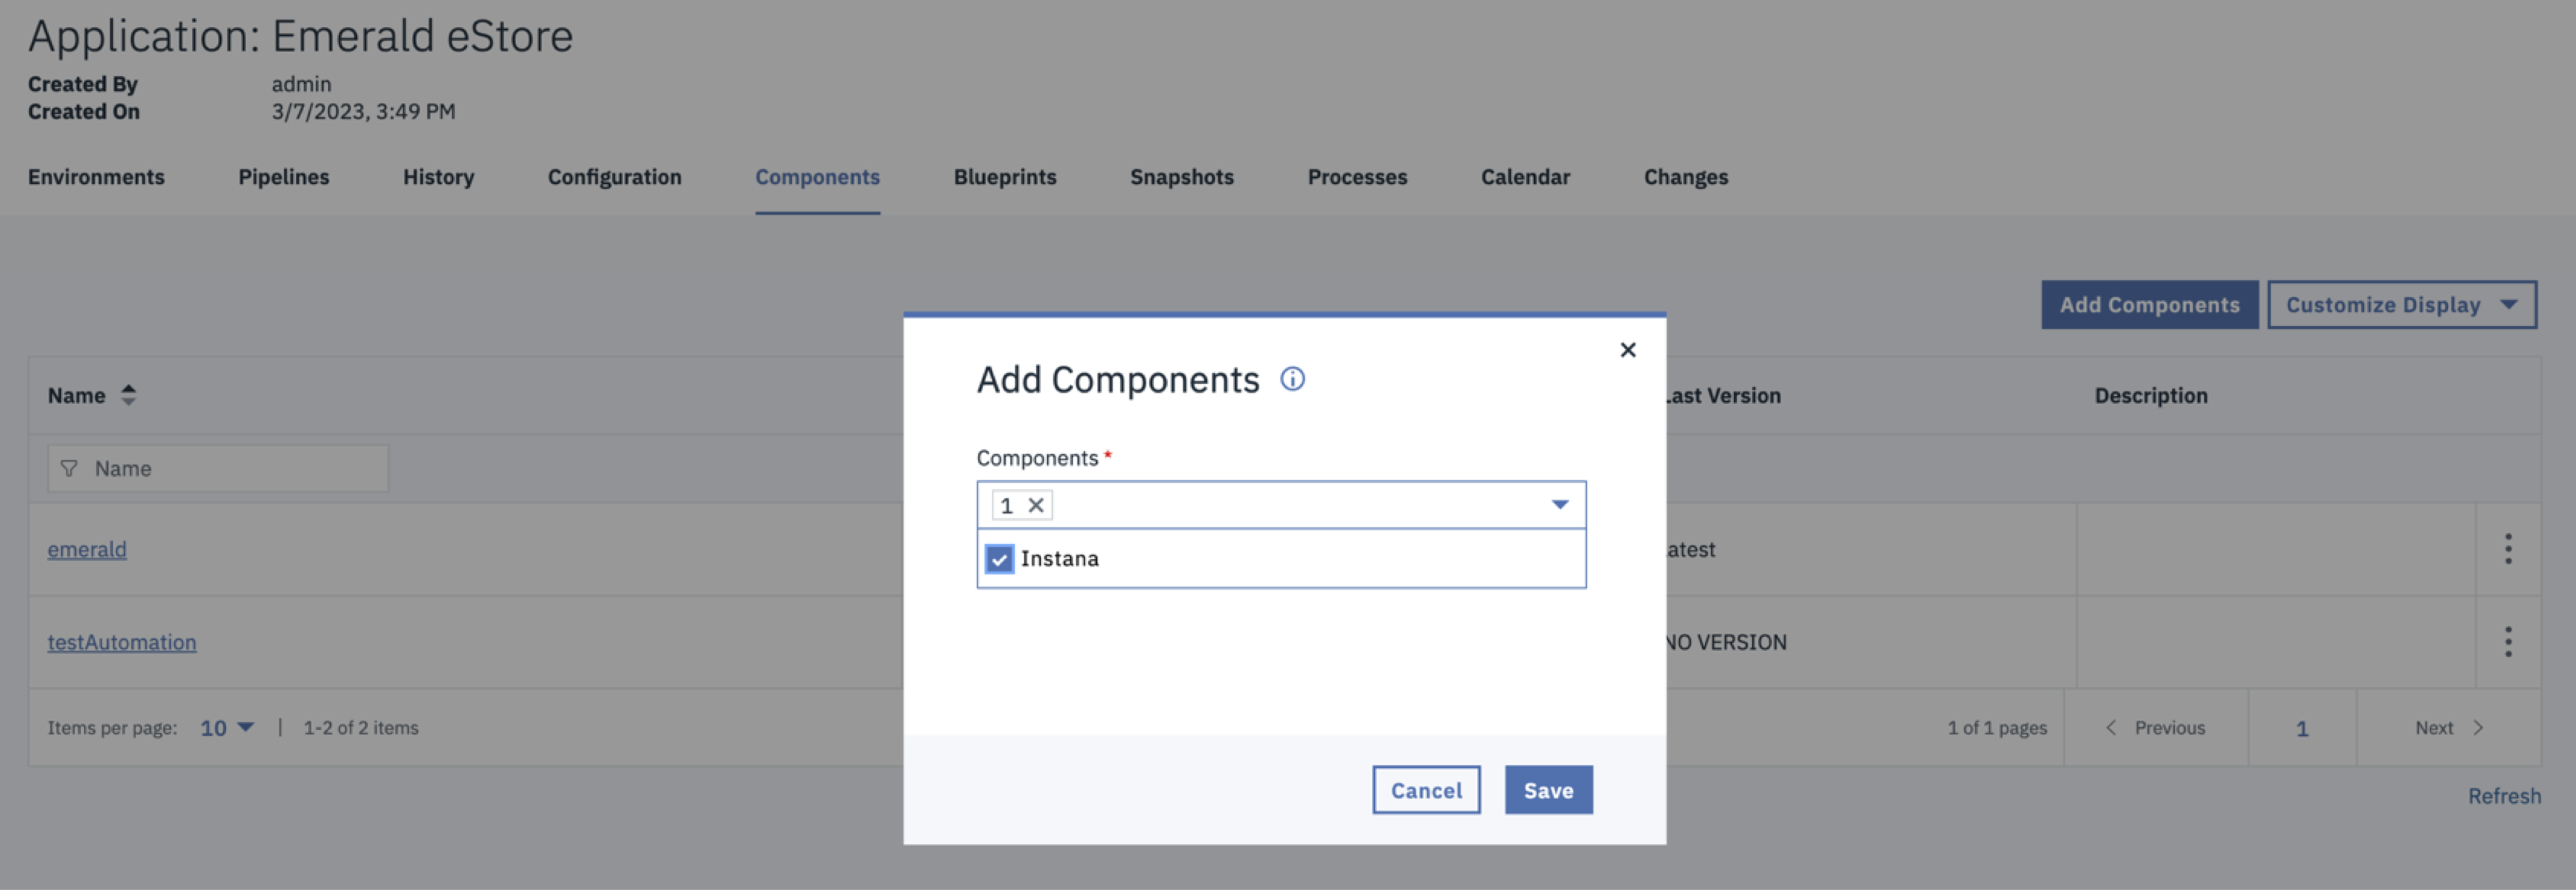 Application: Emerald eStore
Created By admin
Created On 3/7/2023, 3:49 PM
Environments Pipelines History Configuration Components Blueprints Snapshots Processes Calendar Changes
Add Components Customize Display
Name Last Version Description
Name
emerald atest
testAutomation NO VERSION
Items per page: 10 | 1-2 of 2 items 1 of 1 pages Previous 1 Next
Refresh
Add Components
Components *
1
Instana
Cancel Save